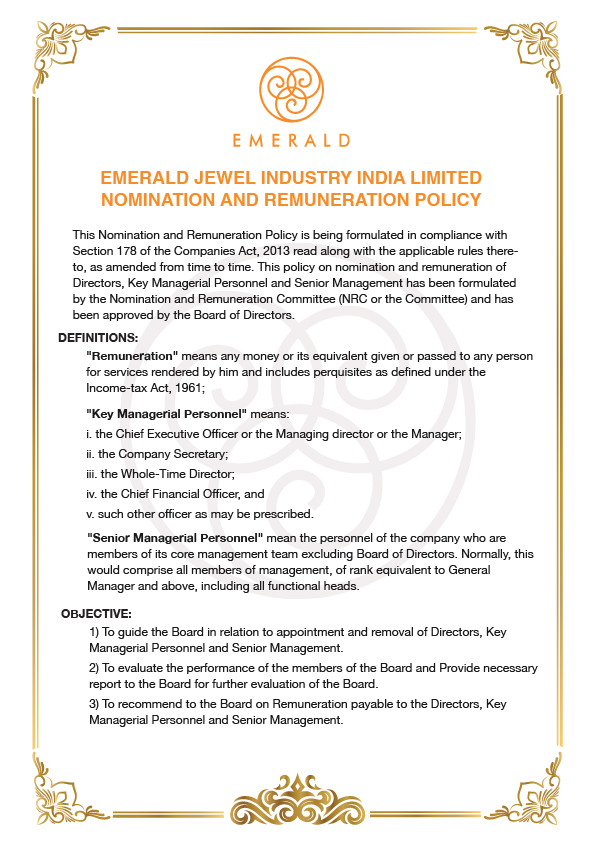 EMERALD
EMERALD JEWEL INDUSTRY INDIA LIMITED
NOMINATION AND REMUNERATION POLICY
This Nomination and Remuneration Policy is being formulated in compliance with
Section 178 of the Companies Act, 2013 read along with the applicable rules there-
to, as amended from time to time. This policy on nomination and remuneration of
Directors, Key Managerial Personnel and Senior Management has been formulated
by the Nomination and Remuneration Committee (NRC or the Committee) and has
been approved by the Board of Directors.
DEFINITIONS:
"Remuneration" means any money or its equivalent given or passed to any person
for services rendered by him and includes perquisites as defined under the
Income-tax Act, 1961;
"Key Managerial Personnel" means:
i. the Chief Executive Officer or the Managing director or the Manager;
ii. the Company Secretary;
iii. the Whole-Time Director;
iv. the Chief Financial Officer, and
v. such other officer as may be prescribed.
"Senior Managerial Personnel" mean the personnel of the company who are
members of its core management team excluding Board of Directors. Normally, this
would comprise all members of management, of rank equivalent to General
Manager and above, including all functional heads.
OBJECTIVE:
1) To guide the Board in relation to appointment and removal of Directors, Key
Managerial Personnel and Senior Management.
2) To evaluate the performance of the members of the Board and Provide necessary
report to the Board for further evaluation of the Board.
3) To recommend to the Board on Remuneration payable to the Directors, Key
Managerial Personnel and Senior Management.